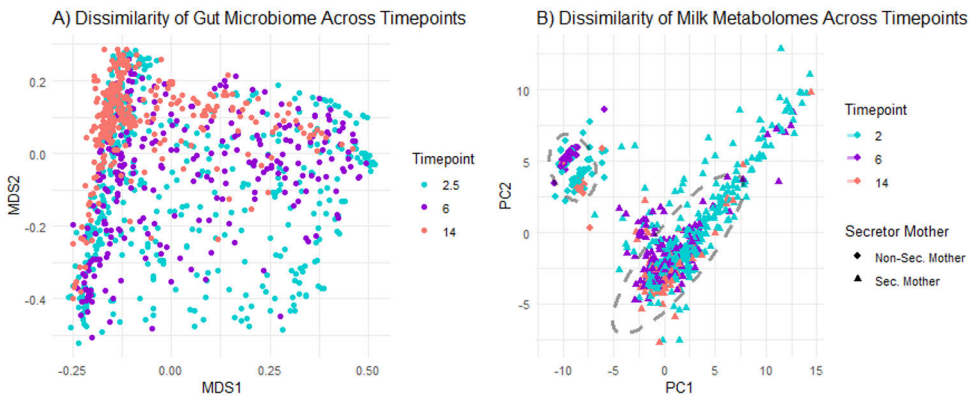 A) Dissimilarity of Gut Microbiome Across Timepoints
0.2
0.0
-0.2
-0.4
MDS2
-0.25
0.00
0.25
0.50
MDS1
Timepoint
2.5
6
14
B) Dissimilarity of Milk Metabolomes Across Timepoints
10
5
0
-5
PC2
-10
-5
0
5
10
15
PC1
Timepoint
2
6
14
Secretor Mother
Non-Sec. Mother
Sec. Mother